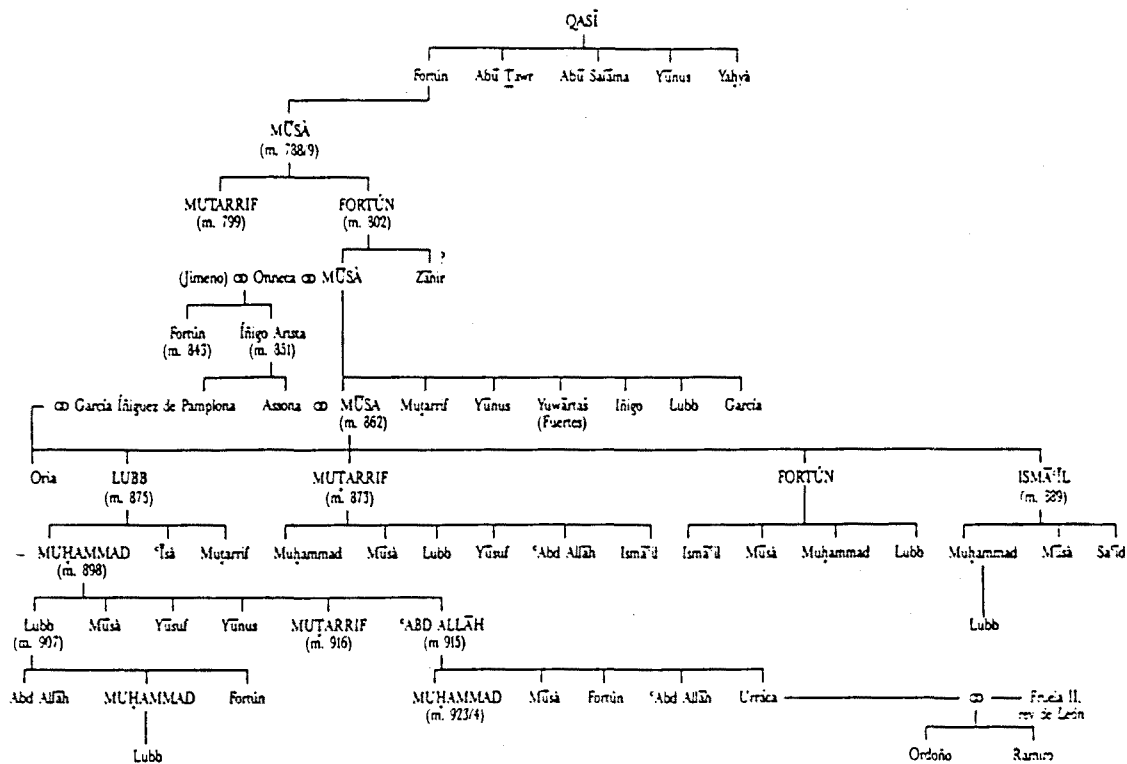 QASĪ
Fortún Abū Ṯawr Abū Salāma Yūnus Yaḥyà
MŪSÀ
(m. 788/9)
MUTARRIF FORTÚN
(m. 799) (m. 802)
?
(Jimeno) ꝏ Onneca ꝏ MŪSÀ Zāhir
Fortún Íñigo Arista
(m. 843) (m. 851)
ꝏ García Íñiguez de Pamplona Assona ꝏ MŪSA Muṭarrif Yūnus Yuwārtaš Iñigo Lubb García
(m. 862) (Fuertes)
Oria LUBB MUṬARRIF FORTÚN ISMĀʿĪL
(m. 875) (m. 873) (m. 889)
MUḤAMMAD ʿĪsà Muṭarrif Muḥammad Mūsà Lubb Yūsuf ʿAbd Allāh Ismāʿīl Ismāʿīl Mūsà Muḥammad Lubb Muḥammad Mūsà Saʿīd
(m. 898)
Lubb Mūsà Yūsuf Yūnus MUṬARRIF ʿABD ALLĀH Lubb
(m. 907) (m. 916) (m 915)
Abd Allāh MUḤAMMAD Fortún MUḤAMMAD Mūsà Fortún ʿAbd Allāh Urraca ꝏ Fruela II,
(m. 923/4) rey de León
Lubb Ordoño Ramiro